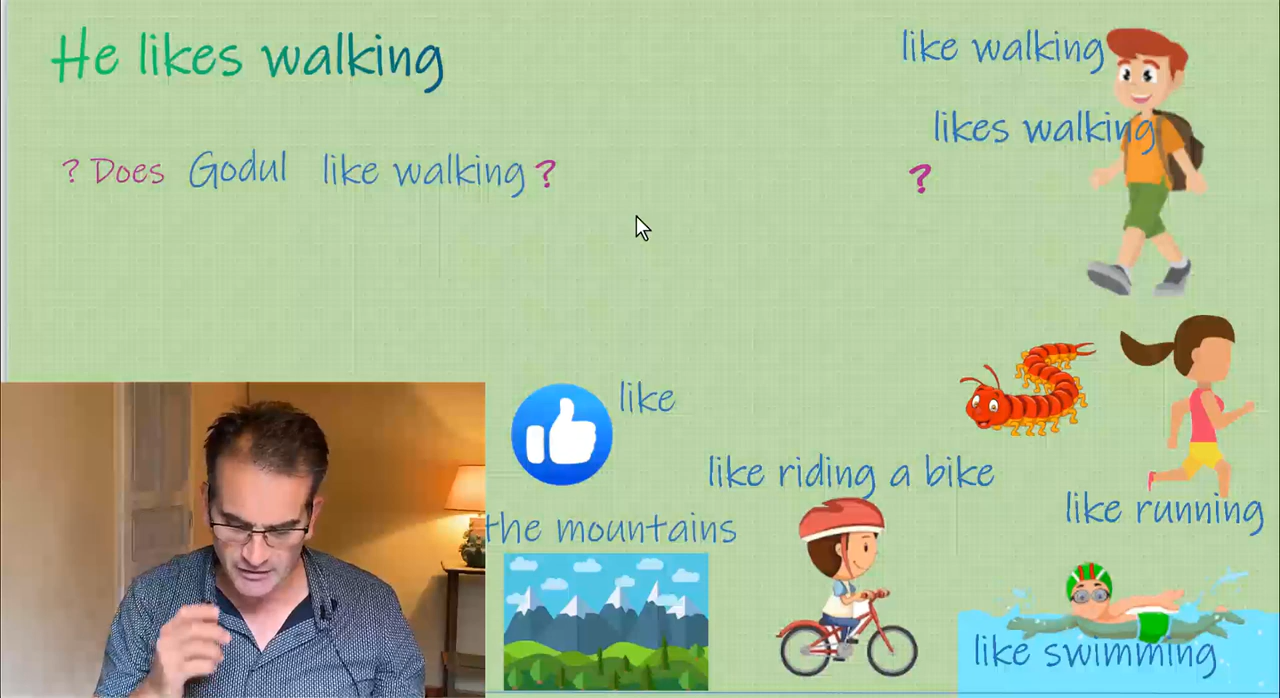 He likes walking
like walking
likes walking
? Does Godul like walking ?
?
like
like riding a bike
the mountains
like running
like swimming